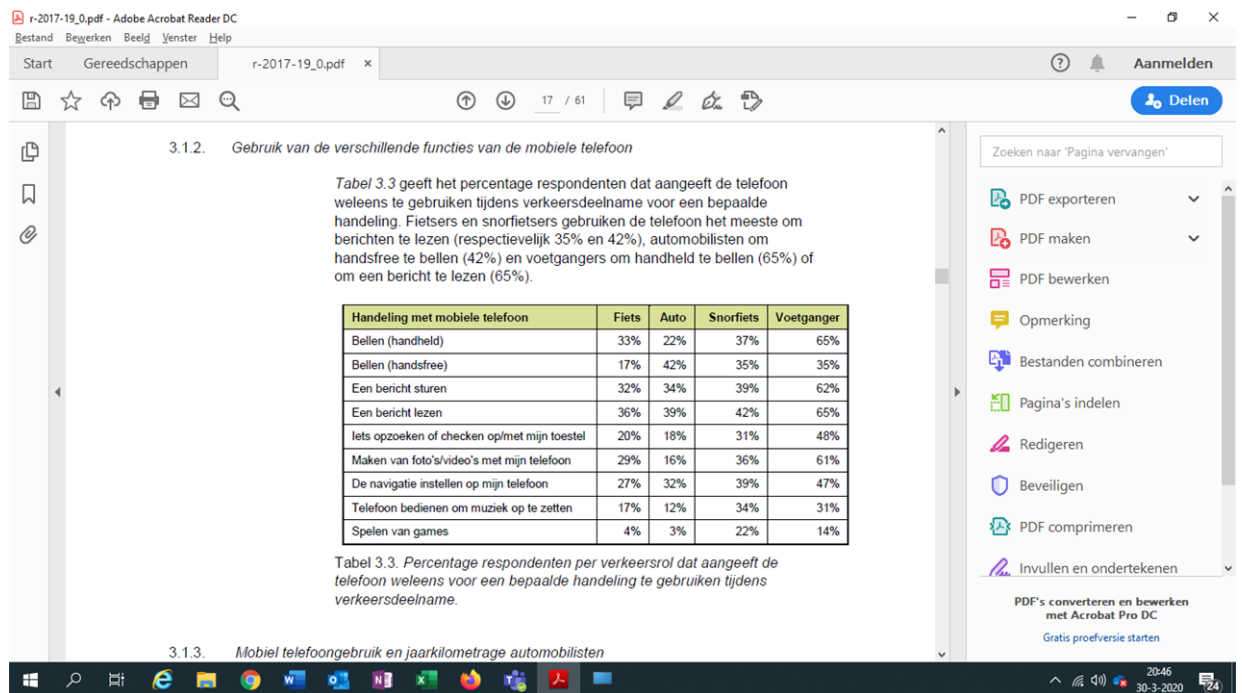 r-2017-19_0.pdf - Adobe Acrobat Reader DC
Bestand Bewerken Beeld Venster Help
Start Gereedschappen r-2017-19_0.pdf × Aanmelden
17 / 61 Delen
3.1.2. Gebruik van de verschillende functies van de mobiele telefoon
Tabel 3.3 geeft het percentage respondenten dat aangeeft de telefoon
weleens te gebruiken tijdens verkeersdeelname voor een bepaalde
handeling. Fietsers en snorfietsers gebruiken de telefoon het meeste om
berichten te lezen (respectievelijk 35% en 42%), automobilisten om
handsfree te bellen (42%) en voetgangers om handheld te bellen (65%) of
om een bericht te lezen (65%).
Handeling met mobiele telefoon Fiets Auto Snorfiets Voetganger
Bellen (handheld) 33% 22% 37% 65%
Bellen (handsfree) 17% 42% 35% 35%
Een bericht sturen 32% 34% 39% 62%
Een bericht lezen 36% 39% 42% 65%
Iets opzoeken of checken op/met mijn toestel 20% 18% 31% 48%
Maken van foto's/video's met mijn telefoon 29% 16% 36% 61%
De navigatie instellen op mijn telefoon 27% 32% 39% 47%
Telefoon bedienen om muziek op te zetten 17% 12% 34% 31%
Spelen van games 4% 3% 22% 14%
Tabel 3.3. Percentage respondenten per verkeersrol dat aangeeft de
telefoon weleens voor een bepaalde handeling te gebruiken tijdens
verkeersdeelname.
3.1.3. Mobiel telefoongebruik en jaarkilometrage automobilisten
Zoeken naar 'Pagina vervangen'
PDF exporteren
PDF maken
PDF bewerken
Opmerking
Bestanden combineren
Pagina's indelen
Redigeren
Beveiligen
PDF comprimeren
Invullen en ondertekenen
PDF's converteren en bewerken
met Acrobat Pro DC
Gratis proefversie starten
20:46
30-3-2020
24